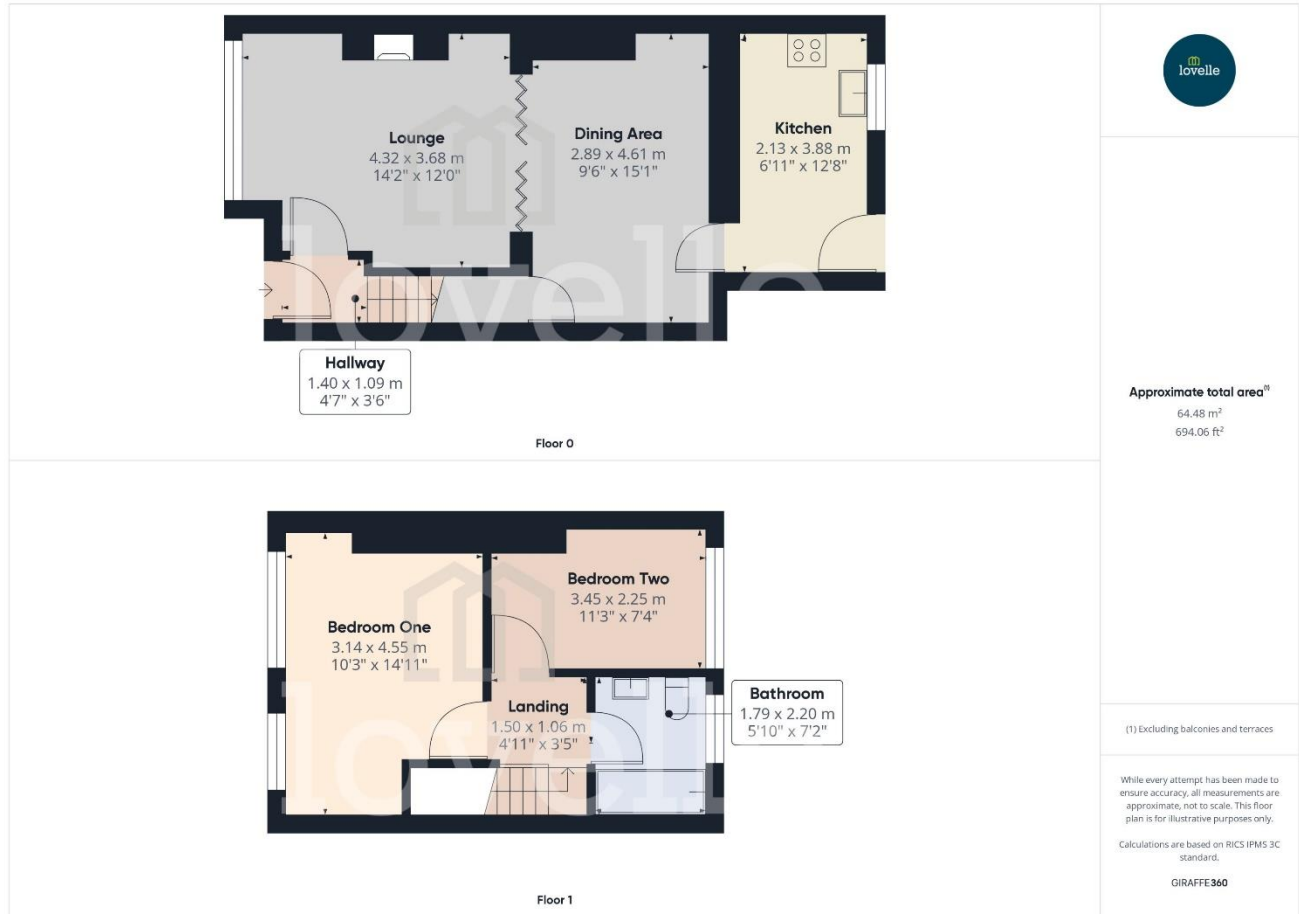 Lounge
4.32 x 3.68 m
14'2" x 12'0"
Dining Area
2.89 x 4.61 m
9'6" x 15'1"
Kitchen
2.13 x 3.88 m
6'11" x 12'8"
Hallway
1.40 x 1.09 m
4'7" x 3'6"
lovelle
Floor 0
Bedroom One
3.14 x 4.55 m
10'3" x 14'11"
Bedroom Two
3.45 x 2.25 m
11'3" x 7'4"
Landing
1.50 x 1.06 m
4'11" x 3'5"
Bathroom
1.79 x 2.20 m
5'10" x 7'2"
lovelle
Floor 1
lovelle
Approximate total area(1)
64.48 m²
694.06 ft²
(1) Excluding balconies and terraces
While every attempt has been made to
ensure accuracy, all measurements are
approximate, not to scale. This floor
plan is for illustrative purposes only.
Calculations are based on RICS IPMS 3C
standard.
GIRAFFE360